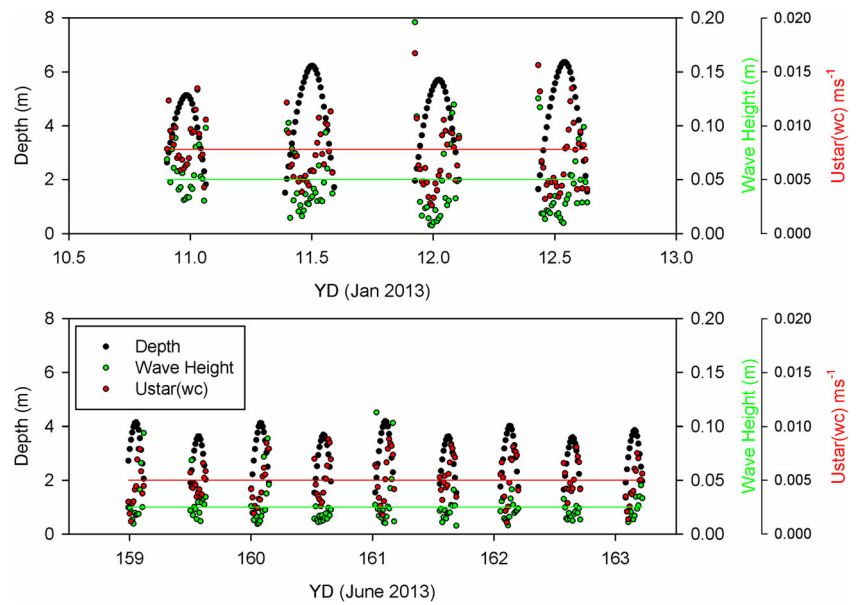 8
6
4
2
0
Depth (m)
0.20
0.15
0.10
0.05
0.00
Wave Height (m)
0.020
0.015
0.010
0.005
0.000
Ustar(wc) ms⁻¹
10.5 11.0 11.5 12.0 12.5 13.0
YD (Jan 2013)
8
6
4
2
0
Depth (m)
Depth
Wave Height
Ustar(wc)
0.20
0.15
0.10
0.05
0.00
Wave Height (m)
0.020
0.015
0.010
0.005
0.000
Ustar(wc) ms⁻¹
159 160 161 162 163
YD (June 2013)